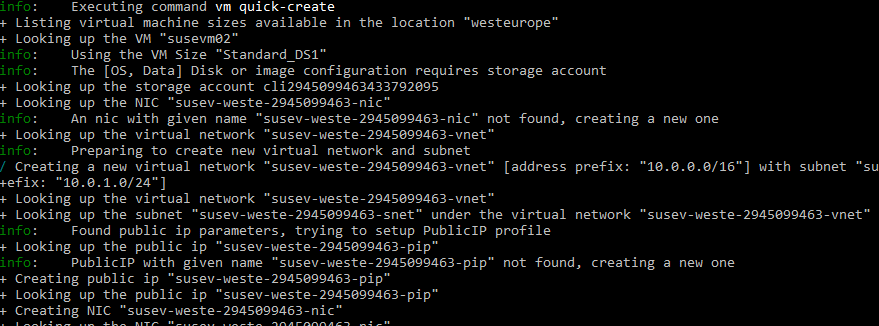 info:    Executing command vm quick-create
+ Listing virtual machine sizes available in the location "westeurope"
+ Looking up the VM "susevm02"
info:    Using the VM Size "Standard_DS1"
info:    The [OS, Data] Disk or image configuration requires storage account
+ Looking up the storage account cli2945099463433792095
+ Looking up the NIC "susev-weste-2945099463-nic"
info:    An nic with given name "susev-weste-2945099463-nic" not found, creating a new one
+ Looking up the virtual network "susev-weste-2945099463-vnet"
info:    Preparing to create new virtual network and subnet
/ Creating a new virtual network "susev-weste-2945099463-vnet" [address prefix: "10.0.0.0/16"] with subnet "su
+efix: "10.0.1.0/24"]
+ Looking up the virtual network "susev-weste-2945099463-vnet"
+ Looking up the subnet "susev-weste-2945099463-snet" under the virtual network "susev-weste-2945099463-vnet"
info:    Found public ip parameters, trying to setup PublicIP profile
+ Looking up the public ip "susev-weste-2945099463-pip"
info:    PublicIP with given name "susev-weste-2945099463-pip" not found, creating a new one
+ Creating public ip "susev-weste-2945099463-pip"
+ Looking up the public ip "susev-weste-2945099463-pip"
+ Creating NIC "susev-weste-2945099463-nic"
+ Looking up the NIC "susev-weste-2945099463-nic"